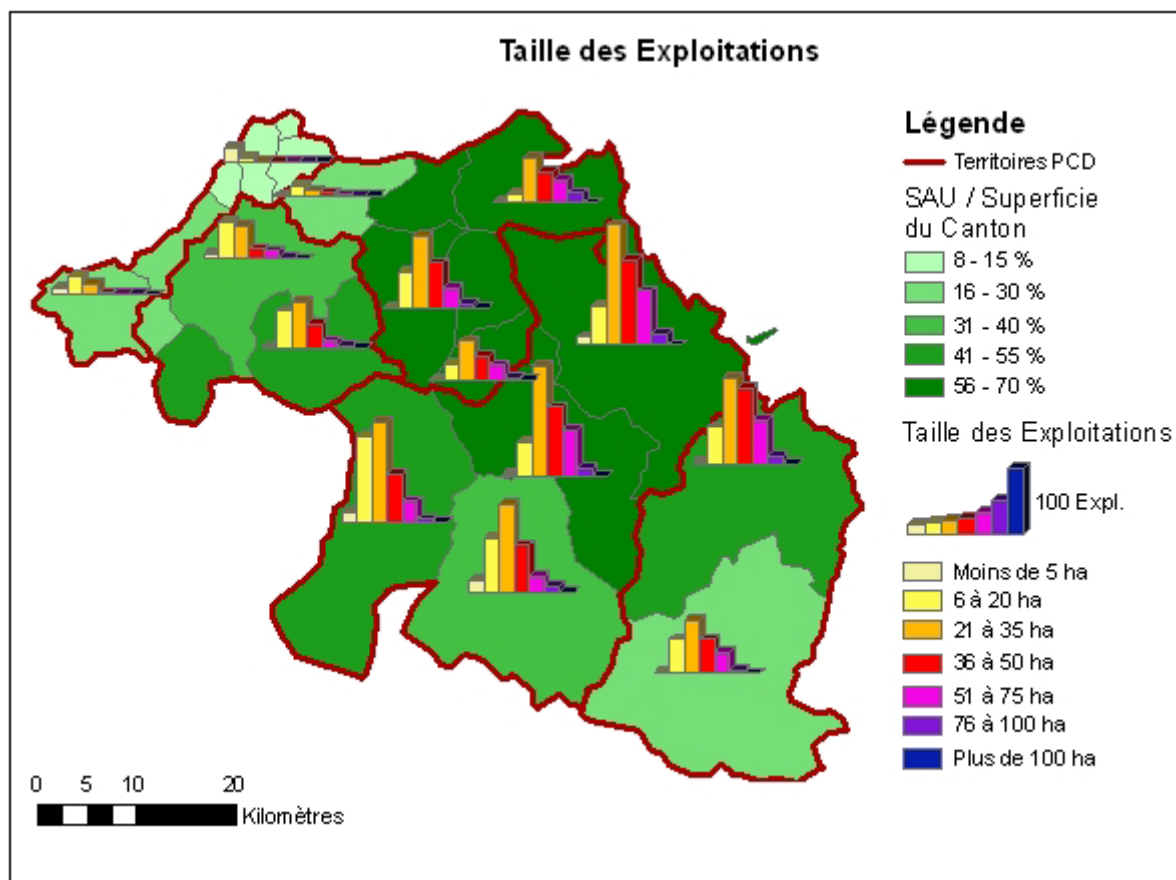 Taille des Exploitations
Légende
Territoires PCD
SAU / Superficie
du Canton
8 - 15 %
16 - 30 %
31 - 40 %
41 - 55 %
56 - 70 %
Taille des Exploitations
100 Expl.
Moins de 5 ha
6 à 20 ha
21 à 35 ha
36 à 50 ha
51 à 75 ha
76 à 100 ha
Plus de 100 ha
0 5 10 20
Kilomètres